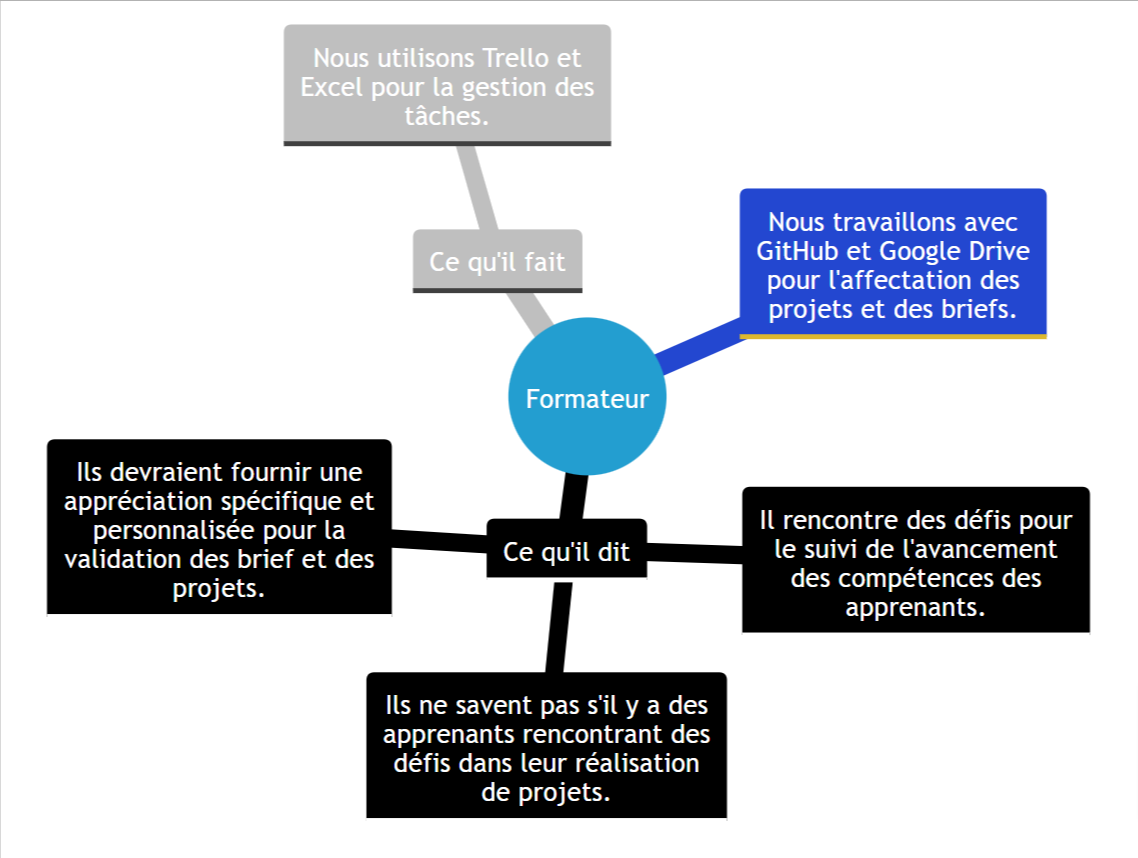 Nous utilisons Trello et
Excel pour la gestion des
tâches.
Ce qu'il fait
Nous travaillons avec
GitHub et Google Drive
pour l'affectation des
projets et des briefs.
Formateur
Ils devraient fournir une
appréciation spécifique et
personnalisée pour la
validation des brief et des
projets.
Ce qu'il dit
Il rencontre des défis pour
le suivi de l'avancement
des compétences des
apprenants.
Ils ne savent pas s'il y a des
apprenants rencontrant des
défis dans leur réalisation
de projets.